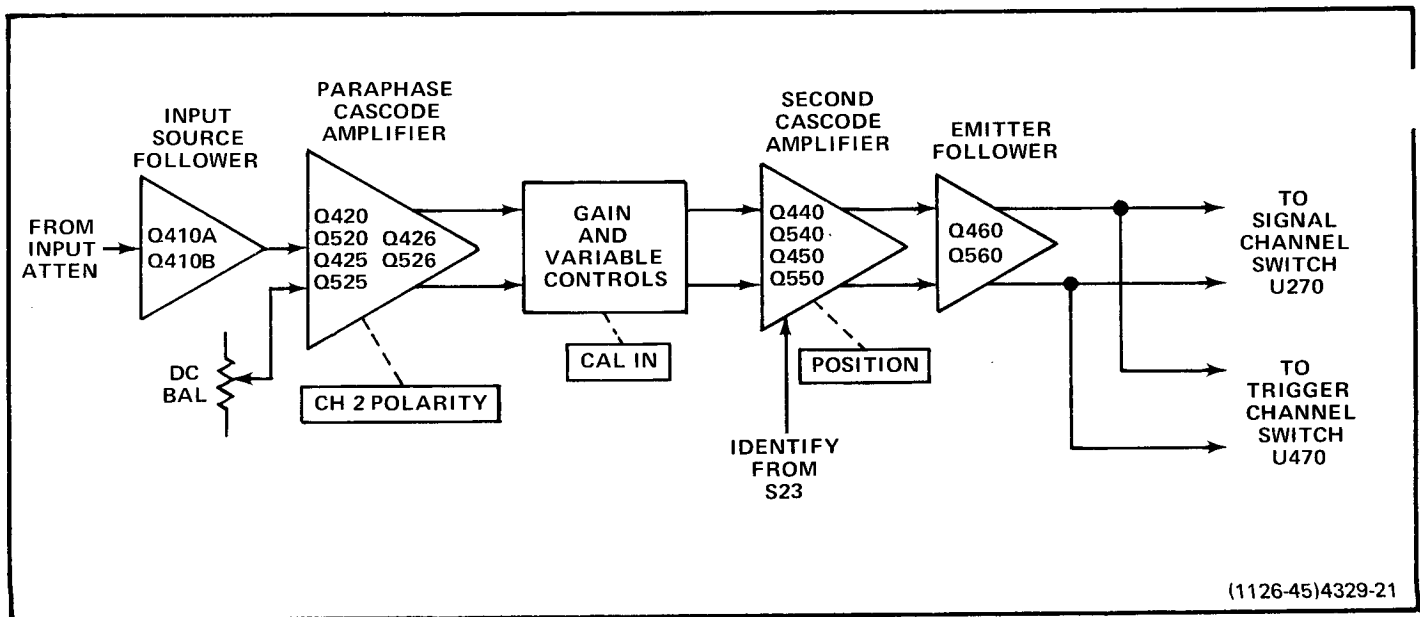 INPUT
SOURCE
FOLLOWER
PARAPHASE
CASCODE
AMPLIFIER
SECOND
CASCODE
AMPLIFIER
EMITTER
FOLLOWER
FROM
INPUT
ATTEN
Q410A
Q410B
Q420
Q520 Q426
Q425 Q526
Q525
GAIN
AND
VARIABLE
CONTROLS
Q440
Q540
Q450
Q550
Q460
Q560
TO
SIGNAL
CHANNEL
SWITCH
U270
DC
BAL
CH 2 POLARITY
CAL IN
POSITION
IDENTIFY
FROM
S23
TO
TRIGGER
CHANNEL
SWITCH
U470
(1126-45)4329-21